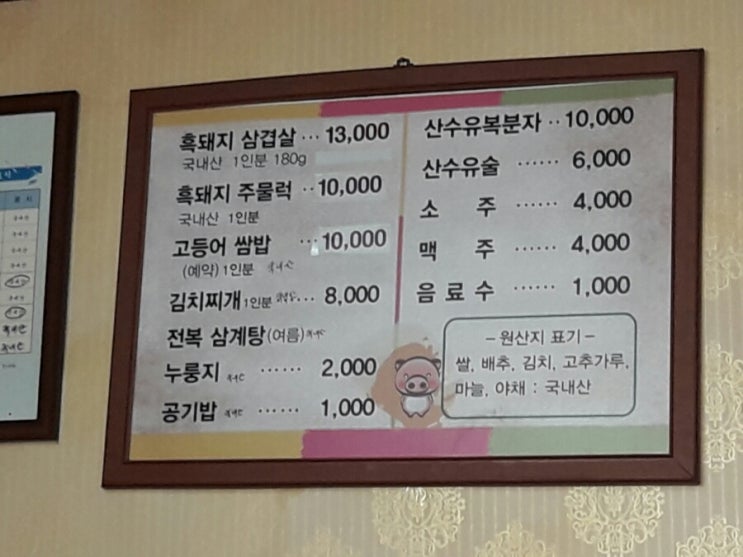 흑돼지 삼겹살 ··· 13,000
국내산 1인분 180g
흑돼지 주물럭 ·· 10,000
국내산 1인분
고등어 쌈밥 ··· 10,000
(예약) 1인분 국내산
김치찌개 1인분 ··· 8,000
전복 삼계탕 (여름)
누룽지 ······ 2,000
공기밥 ······ 1,000
산수유복분자 ·· 10,000
산수유술 ······ 6,000
소 주 ······ 4,000
맥 주 ······ 4,000
음료수 ······ 1,000
– 원산지 표기 –
쌀, 배추, 김치, 고추가루,
마늘, 야채 : 국내산